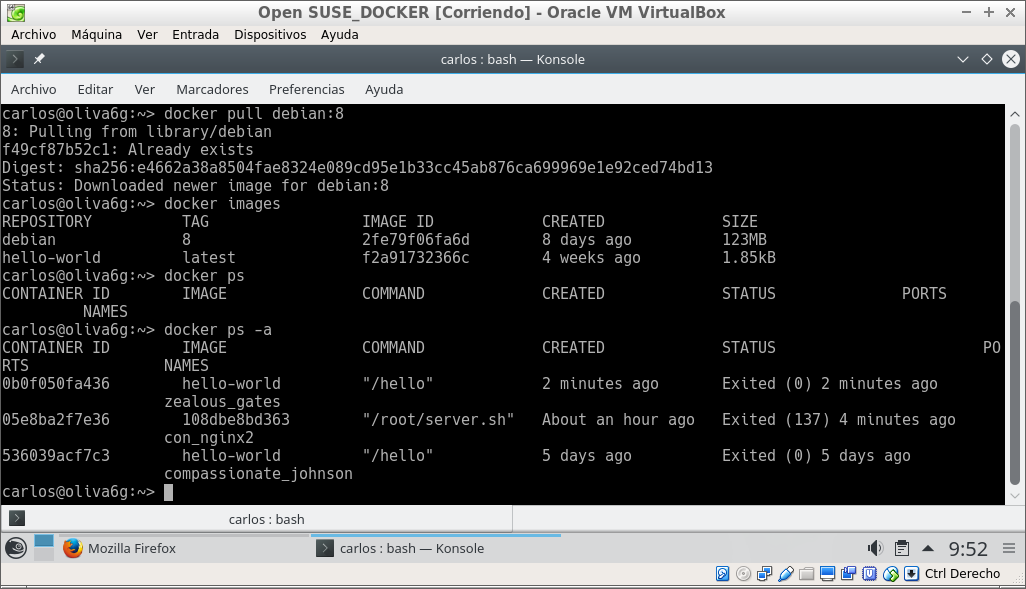 Open SUSE_DOCKER [Corriendo] - Oracle VM VirtualBox
Archivo Máquina Ver Entrada Dispositivos Ayuda
carlos : bash — Konsole
Archivo Editar Ver Marcadores Preferencias Ayuda
carlos@oliva6g:~> docker pull debian:8
8: Pulling from library/debian
f49cf87b52c1: Already exists
Digest: sha256:e4662a38a8504fae8324e089cd95e1b33cc45ab876ca699969e1e92ced74bd13
Status: Downloaded newer image for debian:8
carlos@oliva6g:~> docker images
REPOSITORY TAG IMAGE ID CREATED SIZE
debian 8 2fe79f06fa6d 8 days ago 123MB
hello-world latest f2a91732366c 4 weeks ago 1.85kB
carlos@oliva6g:~> docker ps
CONTAINER ID IMAGE COMMAND CREATED STATUS PORTS
NAMES
carlos@oliva6g:~> docker ps -a
CONTAINER ID IMAGE COMMAND CREATED STATUS PO
RTS NAMES
0b0f050fa436 hello-world "/hello" 2 minutes ago Exited (0) 2 minutes ago
zealous_gates
05e8ba2f7e36 108dbe8bd363 "/root/server.sh" About an hour ago Exited (137) 4 minutes ago
con_nginx2
536039acf7c3 hello-world "/hello" 5 days ago Exited (0) 5 days ago
compassionate_johnson
carlos@oliva6g:~>
carlos : bash
Mozilla Firefox carlos : bash — Konsole 9:52
Ctrl Derecho